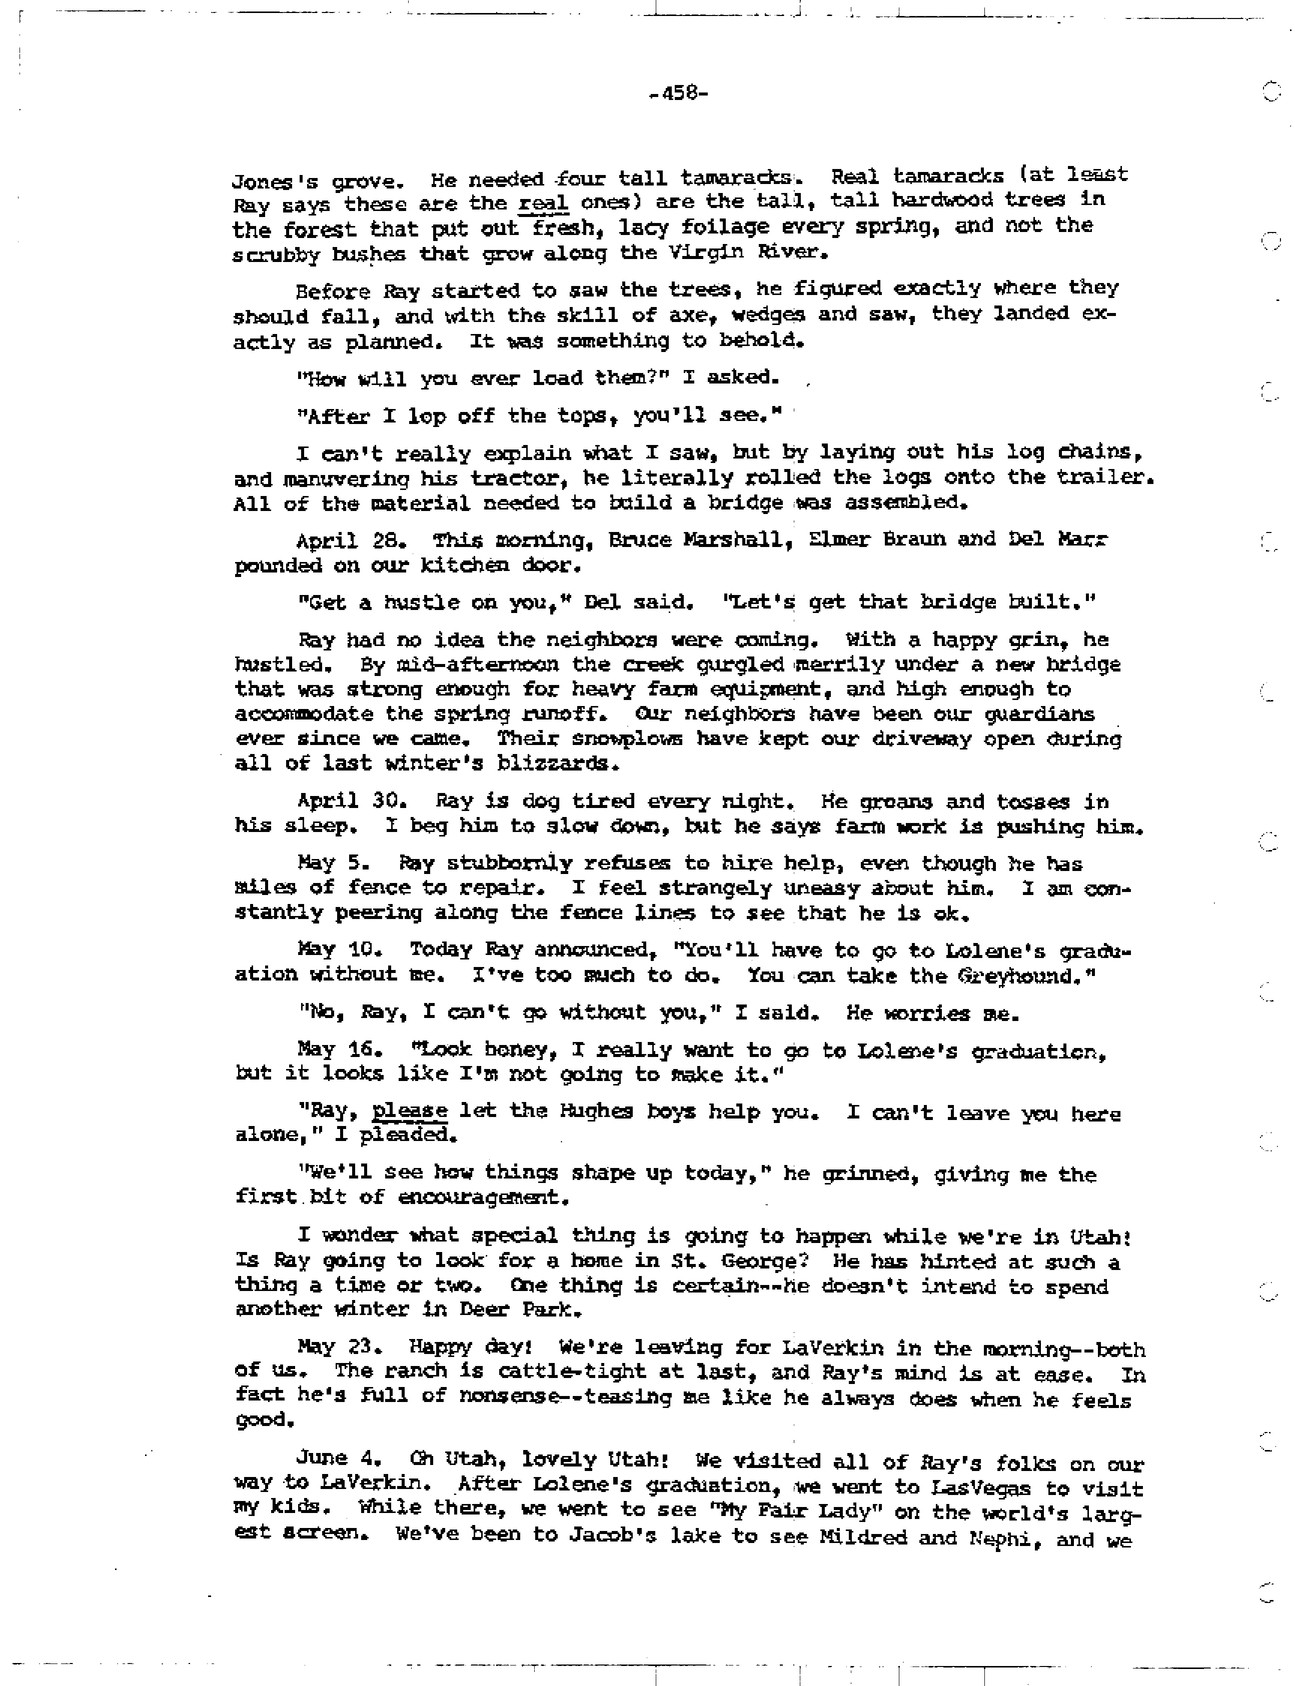 -458-
Jones's grove. He needed four tall tamaracks. Real tamaracks (at least
Ray says these are the real ones) are the tall, tall hardwood trees in
the forest that put out fresh, lacy foilage every spring, and not the
scrubby bushes that grow along the Virgin River.
Before Ray started to saw the trees, he figured exactly where they
should fall, and with the skill of axe, wedges and saw, they landed ex-
actly as planned. It was something to behold.
"How will you ever load them?" I asked.
"After I lop off the tops, you'll see."
I can't really explain what I saw, but by laying out his log chains,
and manuvering his tractor, he literally rolled the logs onto the trailer.
All of the material needed to build a bridge was assembled.
April 28. This morning, Bruce Marshall, Elmer Braun and Del Marr
pounded on our kitchen door.
"Get a hustle on you," Del said. "Let's get that bridge built."
Ray had no idea the neighbors were coming. With a happy grin, he
hustled. By mid-afternoon the creek gurgled merrily under a new bridge
that was strong enough for heavy farm equipment, and high enough to
accommodate the spring runoff. Our neighbors have been our guardians
ever since we came. Their snowplows have kept our driveway open during
all of last winter's blizzards.
April 30. Ray is dog tired every night. He groans and tosses in
his sleep. I beg him to slow down, but he says farm work is pushing him.
May 5. Ray stubbornly refuses to hire help, even though he has
miles of fence to repair. I feel strangely uneasy about him. I am con-
stantly peering along the fence lines to see that he is ok.
May 10. Today Ray announced, "You'll have to go to Lolene's gradu-
ation without me. I've too much to do. You can take the Greyhound."
"No, Ray, I can't go without you," I said. He worries me.
May 16. "Look honey, I really want to go to Lolene's graduation,
but it looks like I'm not going to make it."
"Ray, please let the Hughes boys help you. I can't leave you here
alone," I pleaded.
"We'll see how things shape up today," he grinned, giving me the
first bit of encouragement.
I wonder what special thing is going to happen while we're in Utah!
Is Ray going to look for a home in St. George? He has hinted at such a
thing a time or two. One thing is certain--he doesn't intend to spend
another winter in Deer Park.
May 23. Happy day! We're leaving for LaVerkin in the morning--both
of us. The ranch is cattle-tight at last, and Ray's mind is at ease. In
fact he's full of nonsense--teasing me like he always does when he feels
good.
June 4. Oh Utah, lovely Utah! We visited all of Ray's folks on our
way to LaVerkin. After Lolene's graduation, we went to LasVegas to visit
my kids. While there, we went to see "My Fair Lady" on the world's larg-
est screen. We've been to Jacob's lake to see Mildred and Nephi, and we